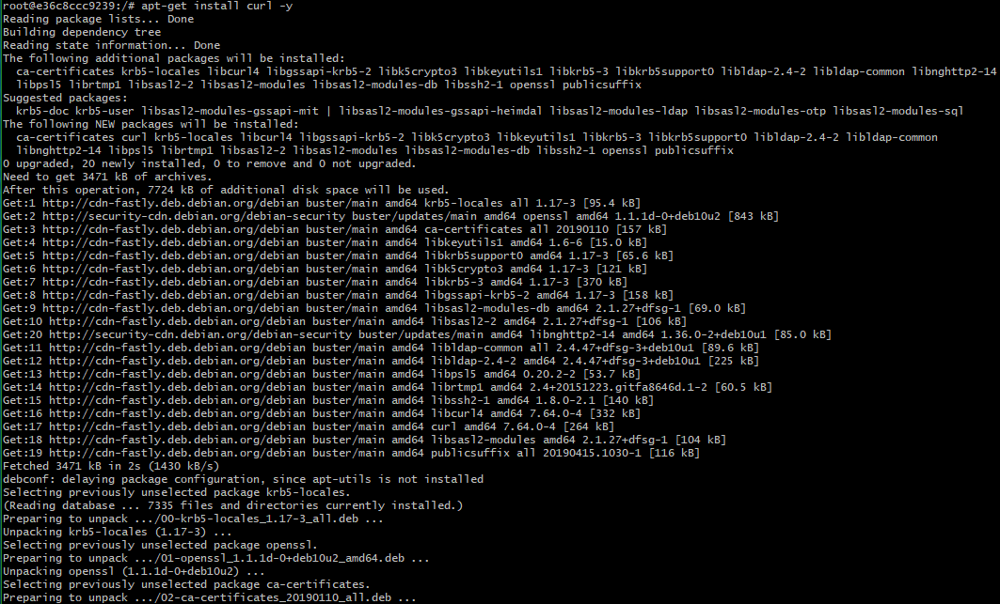 root@e36c8ccc9239:/# apt-get install curl -y
Reading package lists... Done
Building dependency tree
Reading state information... Done
The following additional packages will be installed:
  ca-certificates krb5-locales libcurl4 libgssapi-krb5-2 libk5crypto3 libkeyutils1 libkrb5-3 libkrb5support0 libldap-2.4-2 libldap-common libnghttp2-14
  libpsl5 librtmp1 libsasl2-2 libsasl2-modules libsasl2-modules-db libssh2-1 openssl publicsuffix
Suggested packages:
  krb5-doc krb5-user libsasl2-modules-gssapi-mit | libsasl2-modules-gssapi-heimdal libsasl2-modules-ldap libsasl2-modules-otp libsasl2-modules-sql
The following NEW packages will be installed:
  ca-certificates curl krb5-locales libcurl4 libgssapi-krb5-2 libk5crypto3 libkeyutils1 libkrb5-3 libkrb5support0 libldap-2.4-2 libldap-common
  libnghttp2-14 libpsl5 librtmp1 libsasl2-2 libsasl2-modules libsasl2-modules-db libssh2-1 openssl publicsuffix
0 upgraded, 20 newly installed, 0 to remove and 0 not upgraded.
Need to get 3471 kB of archives.
After this operation, 7724 kB of additional disk space will be used.
Get:1 http://cdn-fastly.deb.debian.org/debian buster/main amd64 krb5-locales all 1.17-3 [95.4 kB]
Get:2 http://security-cdn.debian.org/debian-security buster/updates/main amd64 openssl amd64 1.1.1d-0+deb10u2 [843 kB]
Get:3 http://cdn-fastly.deb.debian.org/debian buster/main amd64 ca-certificates all 20190110 [157 kB]
Get:4 http://cdn-fastly.deb.debian.org/debian buster/main amd64 libkeyutils1 amd64 1.6-6 [15.0 kB]
Get:5 http://cdn-fastly.deb.debian.org/debian buster/main amd64 libkrb5support0 amd64 1.17-3 [65.6 kB]
Get:6 http://cdn-fastly.deb.debian.org/debian buster/main amd64 libk5crypto3 amd64 1.17-3 [121 kB]
Get:7 http://cdn-fastly.deb.debian.org/debian buster/main amd64 libkrb5-3 amd64 1.17-3 [370 kB]
Get:8 http://cdn-fastly.deb.debian.org/debian buster/main amd64 libgssapi-krb5-2 amd64 1.17-3 [158 kB]
Get:9 http://cdn-fastly.deb.debian.org/debian buster/main amd64 libsasl2-modules-db amd64 2.1.27+dfsg-1 [69.0 kB]
Get:10 http://cdn-fastly.deb.debian.org/debian buster/main amd64 libsasl2-2 amd64 2.1.27+dfsg-1 [106 kB]
Get:20 http://security-cdn.debian.org/debian-security buster/updates/main amd64 libnghttp2-14 amd64 1.36.0-2+deb10u1 [85.0 kB]
Get:11 http://cdn-fastly.deb.debian.org/debian buster/main amd64 libldap-common all 2.4.47+dfsg-3+deb10u1 [89.6 kB]
Get:12 http://cdn-fastly.deb.debian.org/debian buster/main amd64 libldap-2.4-2 amd64 2.4.47+dfsg-3+deb10u1 [225 kB]
Get:13 http://cdn-fastly.deb.debian.org/debian buster/main amd64 libpsl5 amd64 0.20.2-2 [53.7 kB]
Get:14 http://cdn-fastly.deb.debian.org/debian buster/main amd64 librtmp1 amd64 2.4+20151223.gitfa8646d.1-2 [60.5 kB]
Get:15 http://cdn-fastly.deb.debian.org/debian buster/main amd64 libssh2-1 amd64 1.8.0-2.1 [140 kB]
Get:16 http://cdn-fastly.deb.debian.org/debian buster/main amd64 libcurl4 amd64 7.64.0-4 [332 kB]
Get:17 http://cdn-fastly.deb.debian.org/debian buster/main amd64 curl amd64 7.64.0-4 [264 kB]
Get:18 http://cdn-fastly.deb.debian.org/debian buster/main amd64 libsasl2-modules amd64 2.1.27+dfsg-1 [104 kB]
Get:19 http://cdn-fastly.deb.debian.org/debian buster/main amd64 publicsuffix all 20190415.1030-1 [116 kB]
Fetched 3471 kB in 2s (1430 kB/s)
debconf: delaying package configuration, since apt-utils is not installed
Selecting previously unselected package krb5-locales.
(Reading database ... 7335 files and directories currently installed.)
Preparing to unpack .../00-krb5-locales_1.17-3_all.deb ...
Unpacking krb5-locales (1.17-3) ...
Selecting previously unselected package openssl.
Preparing to unpack .../01-openssl_1.1.1d-0+deb10u2_amd64.deb ...
Unpacking openssl (1.1.1d-0+deb10u2) ...
Selecting previously unselected package ca-certificates.
Preparing to unpack .../02-ca-certificates_20190110_all.deb ...